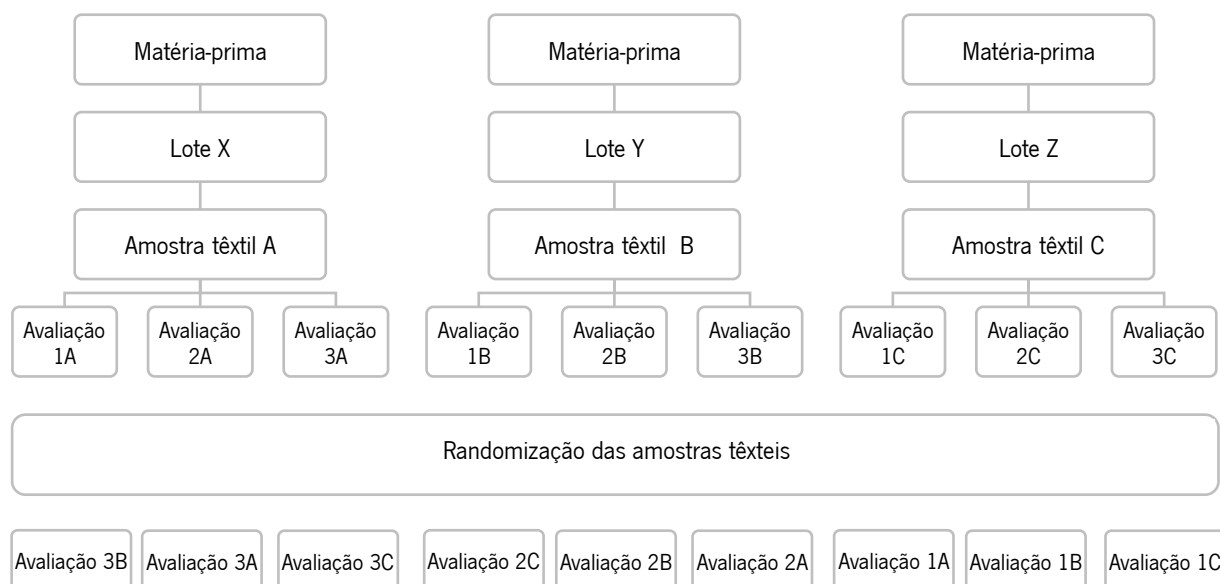 Matéria-prima
Matéria-prima
Matéria-prima
Lote X
Lote Y
Lote Z
Amostra têxtil A
Amostra têxtil  B
Amostra têxtil C
Avaliação
1A
Avaliação
2A
Avaliação
3A
Avaliação
1B
Avaliação
2B
Avaliação
3B
Avaliação
1C
Avaliação
2C
Avaliação
3C
Randomização das amostras têxteis
Avaliação 3B
Avaliação 3A
Avaliação 3C
Avaliação 2C
Avaliação 2B
Avaliação 2A
Avaliação 1A
Avaliação 1B
Avaliação 1C